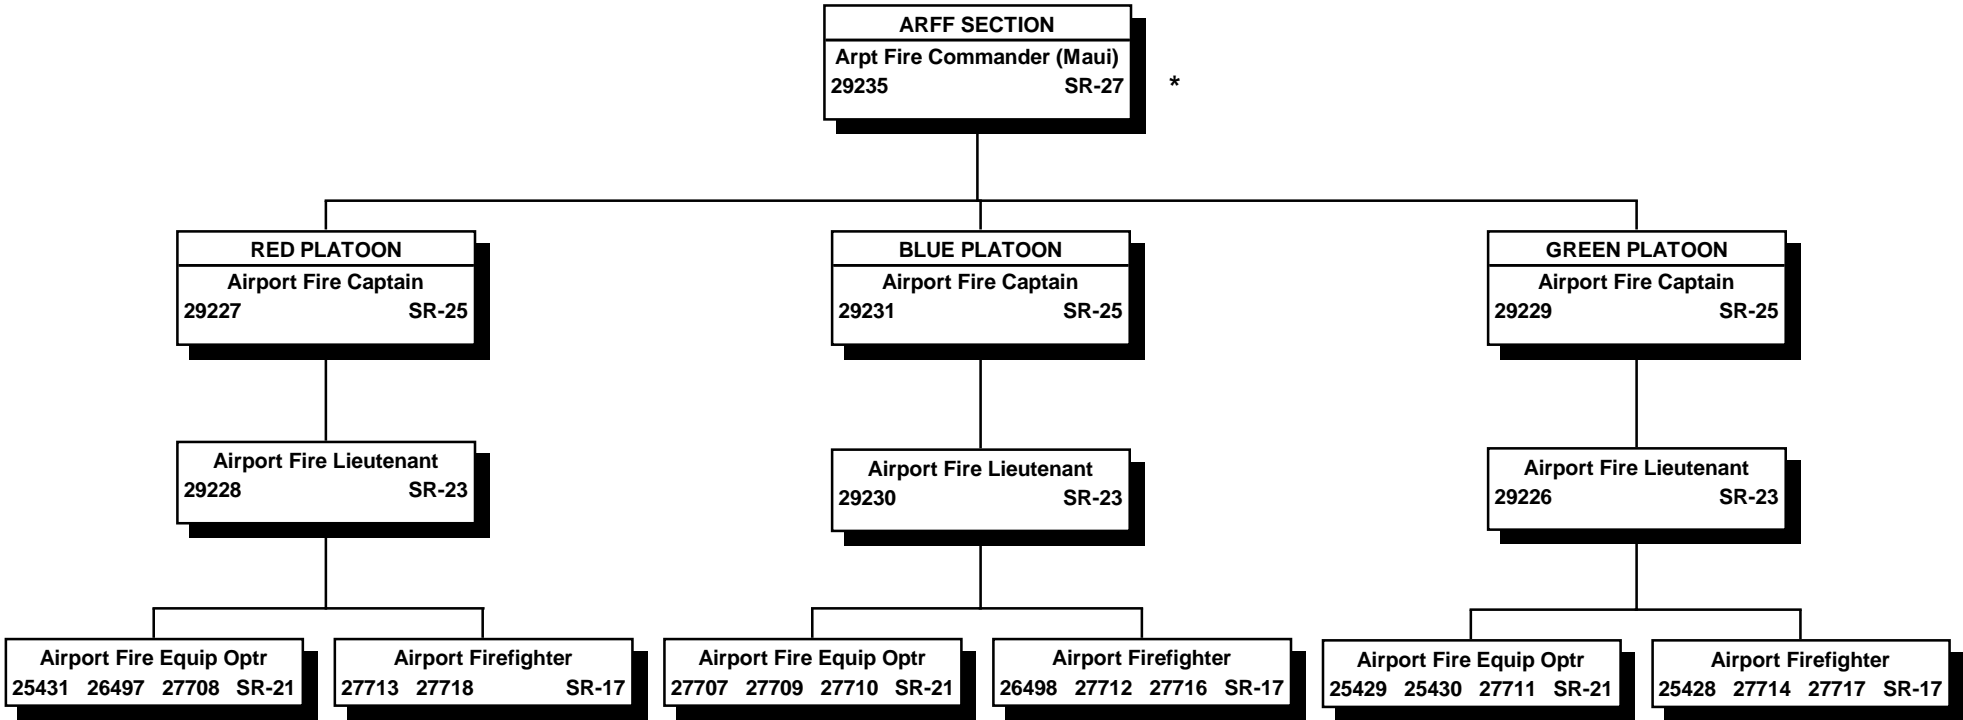 ARFF SECTION
Arpt Fire Commander (Maui)
29235 SR-27 *
RED PLATOON
Airport Fire Captain
29227 SR-25
BLUE PLATOON
Airport Fire Captain
29231 SR-25
GREEN PLATOON
Airport Fire Captain
29229 SR-25
Airport Fire Lieutenant
29228 SR-23
Airport Fire Lieutenant
29230 SR-23
Airport Fire Lieutenant
29226 SR-23
Airport Fire Equip Optr
25431 26497 27708 SR-21
Airport Firefighter
27713 27718 SR-17
Airport Fire Equip Optr
27707 27709 27710 SR-21
Airport Firefighter
26498 27712 27716 SR-17
Airport Fire Equip Optr
25429 25430 27711 SR-21
Airport Firefighter
25428 27714 27717 SR-17